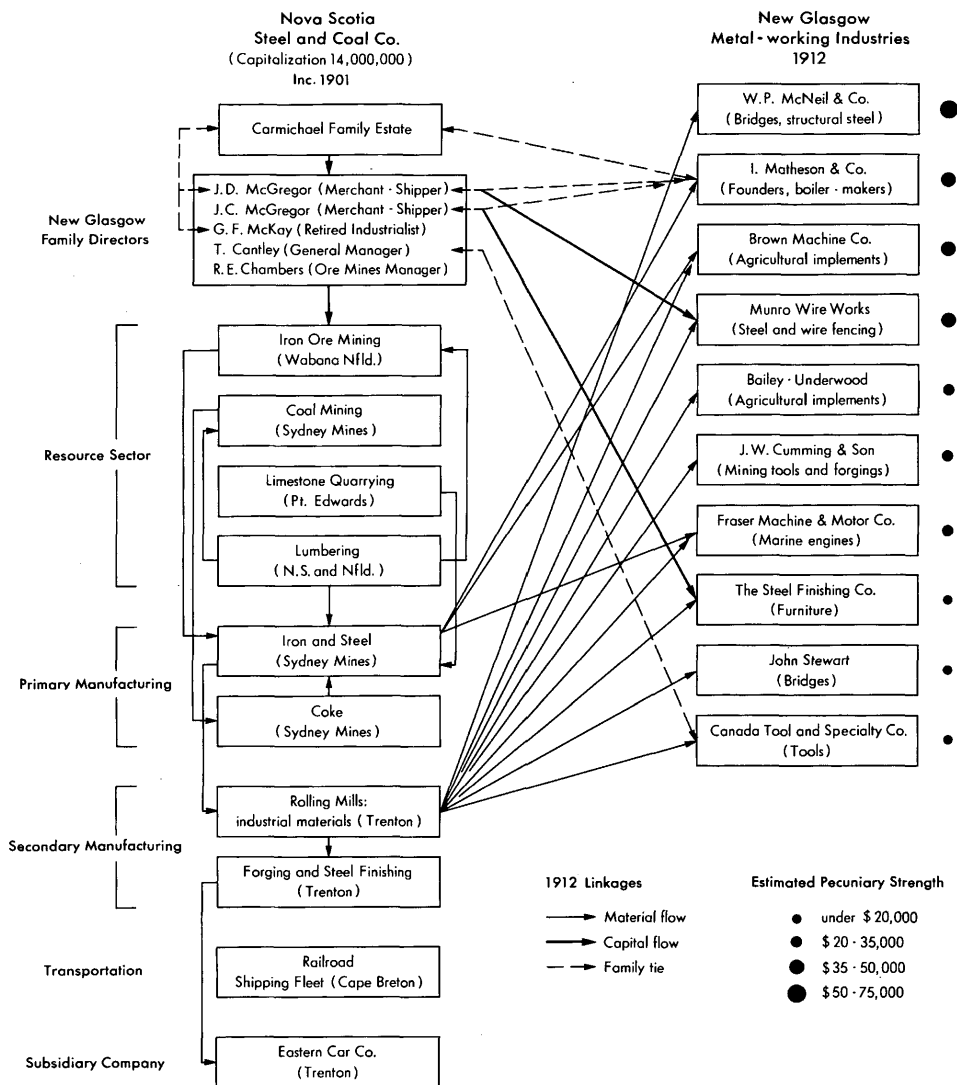 Nova Scotia
Steel and Coal Co.
(Capitalization 14,000,000)
Inc. 1901
New Glasgow
Metal-working Industries
1912
Carmichael Family Estate
New Glasgow
Family Directors
J.D. McGregor (Merchant-Shipper)
J.C. McGregor (Merchant-Shipper)
G. F. McKay (Retired Industrialist)
T. Cantley (General Manager)
R.E. Chambers (Ore Mines Manager)
Resource Sector
Iron Ore Mining
(Wabana Nfld.)
Coal Mining
(Sydney Mines)
Limestone Quarrying
(Pt. Edwards)
Lumbering
(N.S. and Nfld.)
Primary Manufacturing
Iron and Steel
(Sydney Mines)
Coke
(Sydney Mines)
Secondary Manufacturing
Rolling Mills:
industrial materials (Trenton)
Forging and Steel Finishing
(Trenton)
Transportation
Railroad
Shipping Fleet (Cape Breton)
Subsidiary Company
Eastern Car Co.
(Trenton)
W.P. McNeil & Co.
(Bridges, structural steel)
I. Matheson & Co.
(Founders, boiler-makers)
Brown Machine Co.
(Agricultural implements)
Munro Wire Works
(Steel and wire fencing)
Bailey-Underwood
(Agricultural implements)
J.W. Cumming & Son
(Mining tools and forgings)
Fraser Machine & Motor Co.
(Marine engines)
The Steel Finishing Co.
(Furniture)
John Stewart
(Bridges)
Canada Tool and Specialty Co.
(Tools)
1912 Linkages
Material flow
Capital flow
Family tie
Estimated Pecuniary Strength
under $20,000
$20-35,000
$35-50,000
$50-75,000